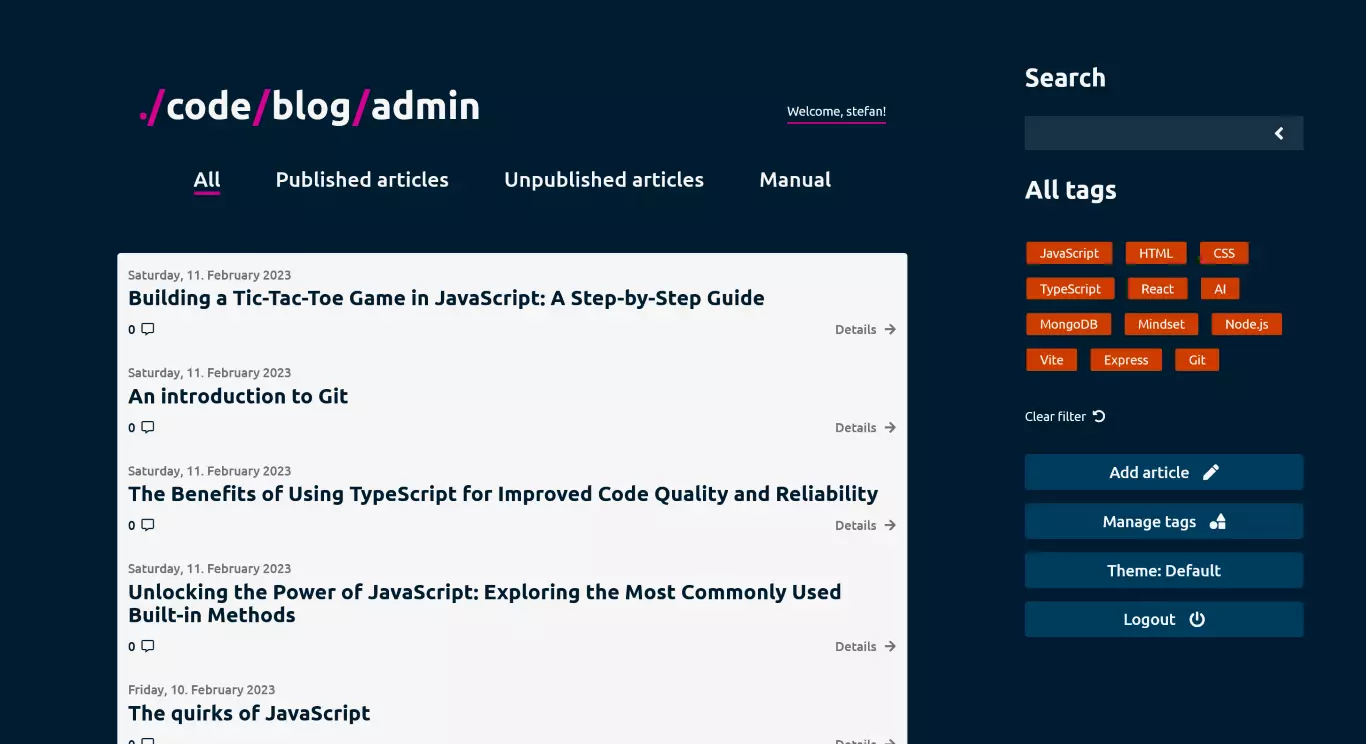 ./code/blog/admin
Welcome, stefan!
All
Published articles
Unpublished articles
Manual
Saturday, 11. February 2023
Building a Tic-Tac-Toe Game in JavaScript: A Step-by-Step Guide
0
Details
Saturday, 11. February 2023
An introduction to Git
0
Details
Saturday, 11. February 2023
The Benefits of Using TypeScript for Improved Code Quality and Reliability
0
Details
Saturday, 11. February 2023
Unlocking the Power of JavaScript: Exploring the Most Commonly Used
Built-in Methods
0
Details
Friday, 10. February 2023
The quirks of JavaScript
0
Details
Search
All tags
JavaScript
HTML
CSS
TypeScript
React
AI
MongoDB
Mindset
Node.js
Vite
Express
Git
Clear filter
Add article
Manage tags
Theme: Default
Logout